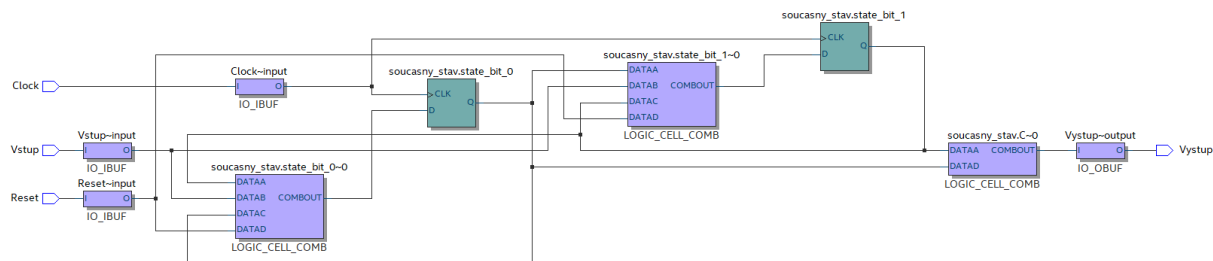 soucasny_stav.state_bit_1
>CLK
D
Q
soucasny_stav.state_bit_1~0
DATAA
DATAB
DATAC
DATAD
COMBOUT
LOGIC_CELL_COMB
Clock~input
Clock
I
O
IO_IBUF
soucasny_stav.state_bit_0
>CLK
D
Q
Vstup~input
Vstup
I
O
IO_IBUF
Reset~input
Reset
I
O
IO_IBUF
soucasny_stav.state_bit_0~0
DATAA
DATAB
DATAC
DATAD
COMBOUT
LOGIC_CELL_COMB
soucasny_stav.C~0
DATAA
DATAD
COMBOUT
LOGIC_CELL_COMB
Vystup~output
I
O
IO_OBUF
Vystup